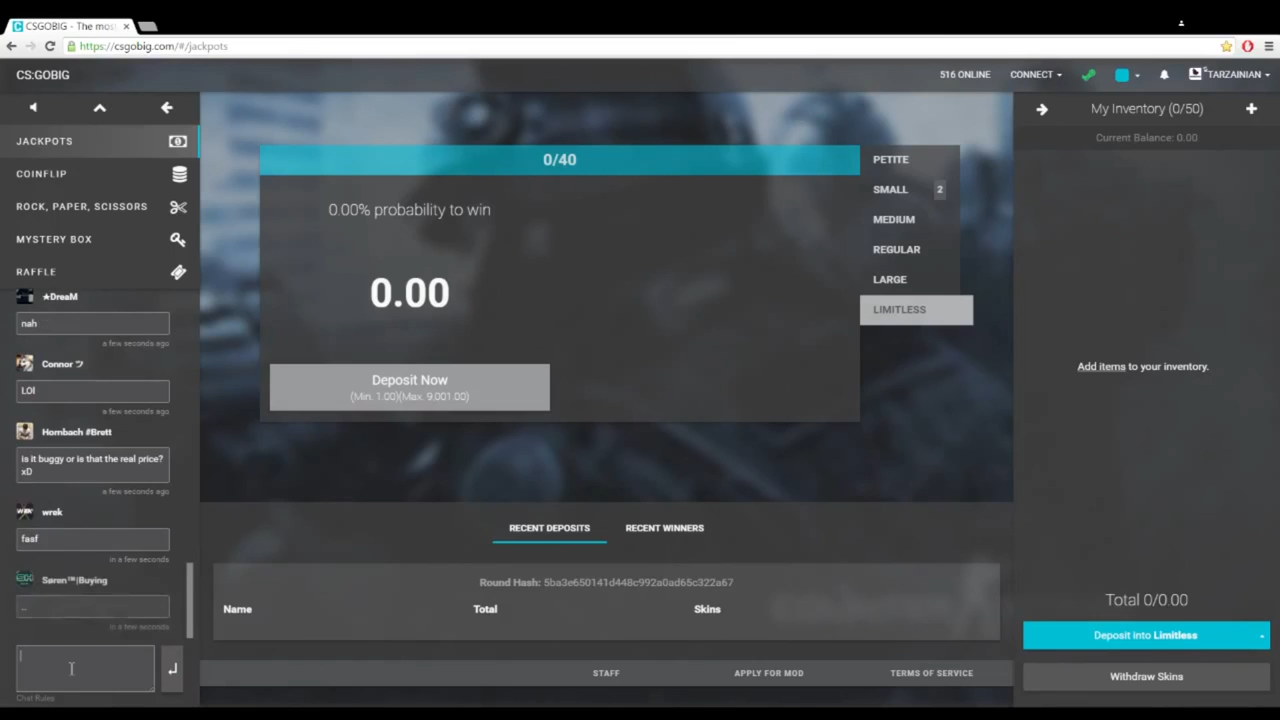 CSGOBIG - The mos
https://csgobig.com/#/jackpots
CS:GOBIG
516 ONLINE
CONNECT
TARZAINIAN
JACKPOTS
COINFLIP
ROCK, PAPER, SCISSORS
MYSTERY BOX
RAFFLE
★DreaM
nah
a few seconds ago
Connor ツ
LOl
a few seconds ago
Hornbach #Brett
is it buggy or is that the real price?
xD
a few seconds ago
wrek
fasf
in a few seconds
Søren™|Buying
..
in a few seconds
Chat Rules
0/40
0.00% probability to win
0.00
Deposit Now
(Min. 1.00)(Max. 9,001.00)
PETITE
SMALL 2
MEDIUM
REGULAR
LARGE
LIMITLESS
RECENT DEPOSITS
RECENT WINNERS
Round Hash: 5ba3e650141d448c992a0ad65c322a67
Name Total Skins
STAFF
APPLY FOR MOD
TERMS OF SERVICE
My Inventory (0/50)
Current Balance: 0.00
Add items to your inventory.
Total 0/0.00
Deposit into Limitless
Withdraw Skins